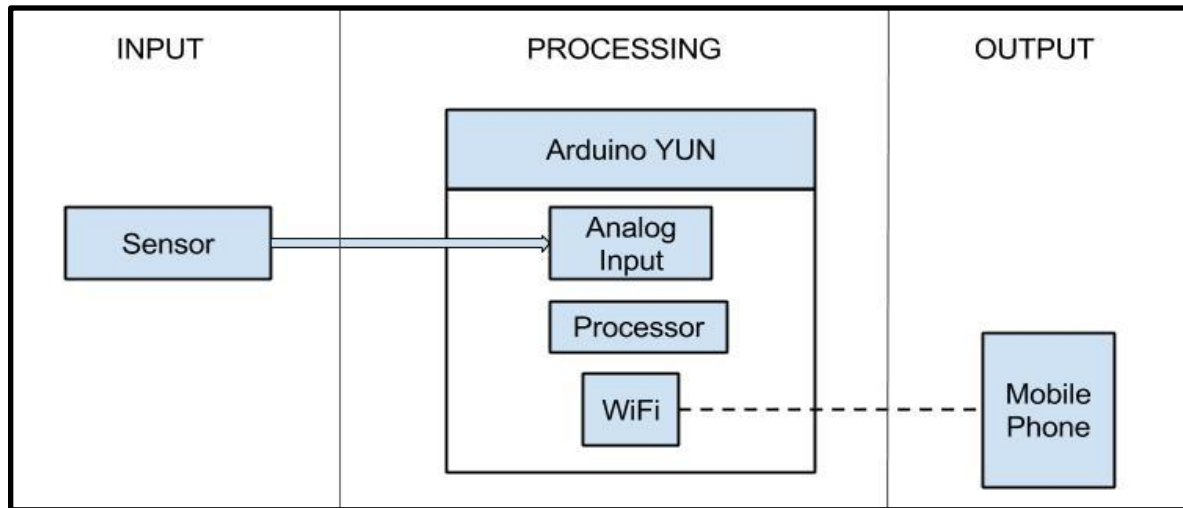 INPUT
PROCESSING
OUTPUT
Arduino YUN
Sensor
Analog
Input
Processor
WiFi
Mobile
Phone